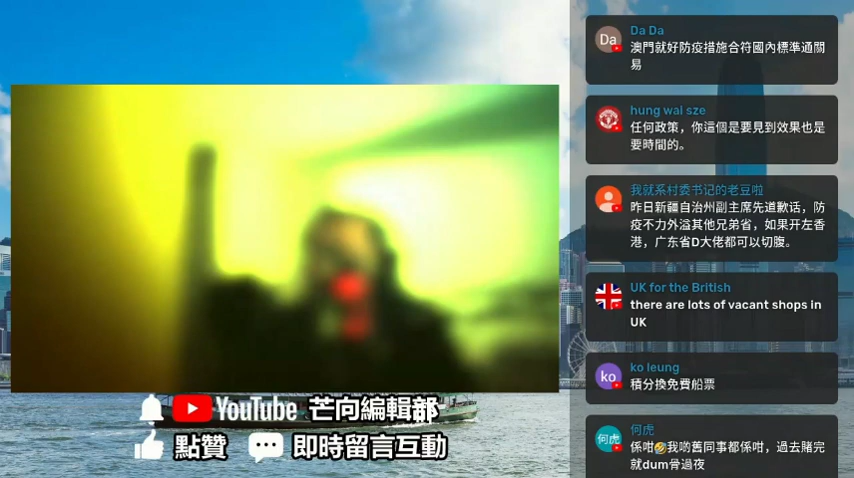 Da Da
澳門就好防疫措施合符國內標準通關
易
hung wai sze
任何政策，你這個是要見到效果也是
要時間的。
我就系村委书记的老豆啦
昨日新疆自治州副主席先道歉话，防
疫不力外溢其他兄弟省，如果开左香
港，广东省D大佬都可以切腹。
UK for the British
there are lots of vacant shops in
UK
ko leung
積分換免費船票
何虎
係咁🤣我啲舊同事都係咁，過去賭完
就dum骨過夜
YouTube 芒向編輯部
點贊 即時留言互動
Da
ko
何虎